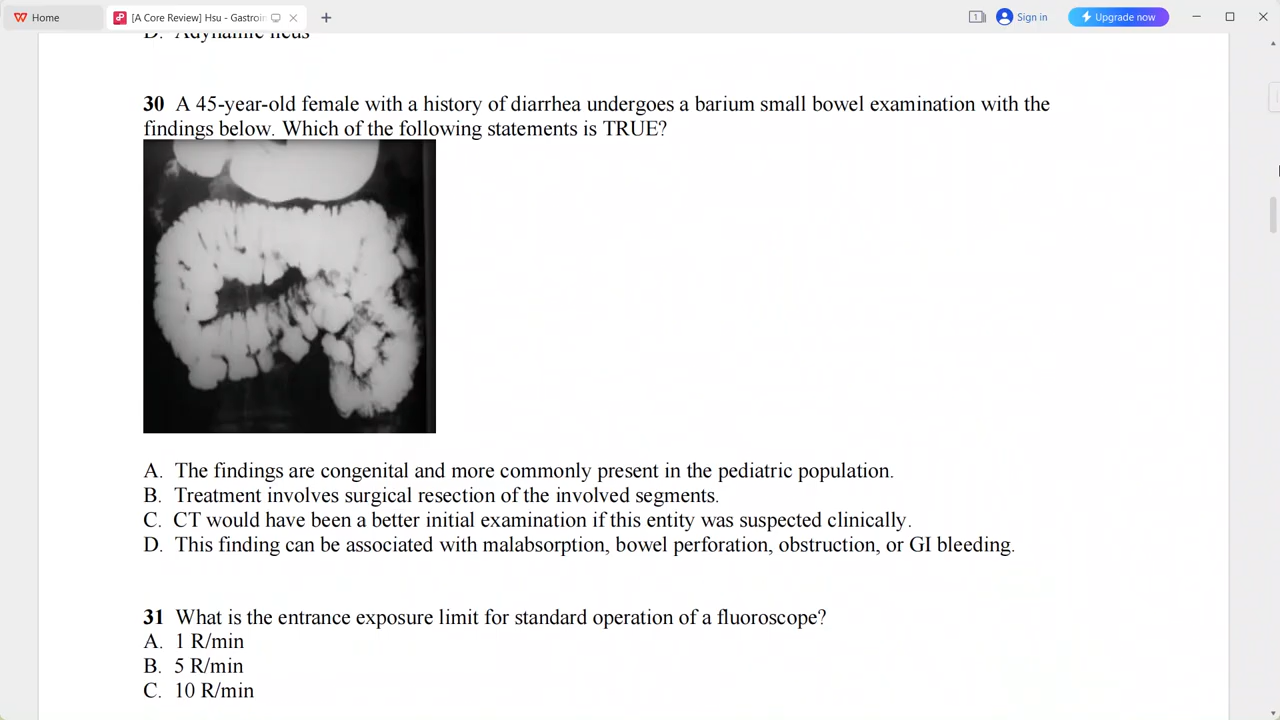 Home
[A Core Review] Hsu - Gastroin
1
Sign in
Upgrade now
D. Adynamic ileus
30 A 45-year-old female with a history of diarrhea undergoes a barium small bowel examination with the
findings below. Which of the following statements is TRUE?
A. The findings are congenital and more commonly present in the pediatric population.
B. Treatment involves surgical resection of the involved segments.
C. CT would have been a better initial examination if this entity was suspected clinically.
D. This finding can be associated with malabsorption, bowel perforation, obstruction, or GI bleeding.
31 What is the entrance exposure limit for standard operation of a fluoroscope?
A. 1 R/min
B. 5 R/min
C. 10 R/min